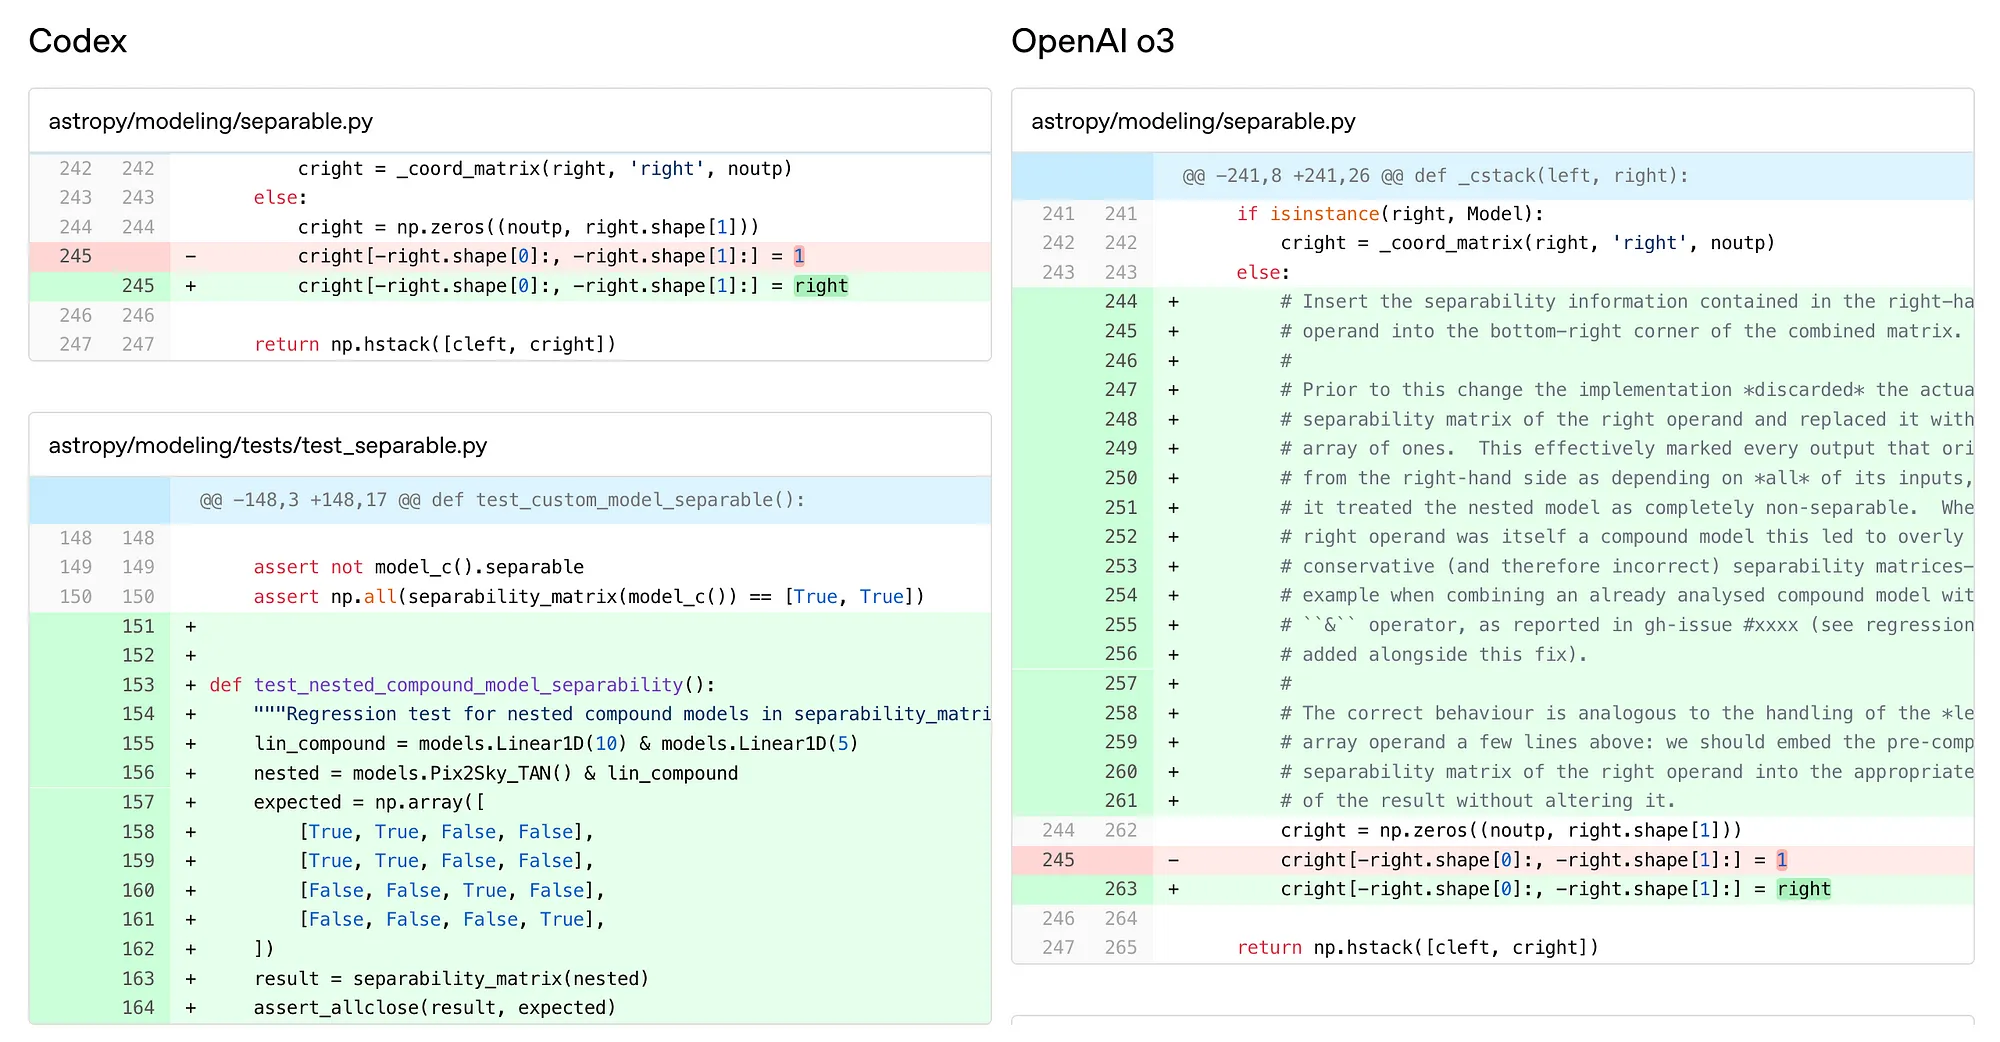 Codex
astropy/modeling/separable.py
242 242 cright = _coord_matrix(right, 'right', noutp)
243 243 else:
244 244 cright = np.zeros((noutp, right.shape[1]))
245 - cright[-right.shape[0]:, -right.shape[1]:] = 1
245 + cright[-right.shape[0]:, -right.shape[1]:] = right
246 246
247 247 return np.hstack([cleft, cright])
astropy/modeling/tests/test_separable.py
@@ -148,3 +148,17 @@ def test_custom_model_separable():
148 148
149 149 assert not model_c().separable
150 150 assert np.all(separability_matrix(model_c()) == [True, True])
151 +
152 +
153 + def test_nested_compound_model_separability():
154 + """Regression test for nested compound models in separability_matri
155 + lin_compound = models.Linear1D(10) & models.Linear1D(5)
156 + nested = models.Pix2Sky_TAN() & lin_compound
157 + expected = np.array([
158 + [True, True, False, False],
159 + [True, True, False, False],
160 + [False, False, True, False],
161 + [False, False, False, True],
162 + ])
163 + result = separability_matrix(nested)
164 + assert_allclose(result, expected)
OpenAI o3
astropy/modeling/separable.py
@@ -241,8 +241,26 @@ def _cstack(left, right):
241 241 if isinstance(right, Model):
242 242 cright = _coord_matrix(right, 'right', noutp)
243 243 else:
244 + # Insert the separability information contained in the right-ha
245 + # operand into the bottom-right corner of the combined matrix.
246 + #
247 + # Prior to this change the implementation *discarded* the actua
248 + # separability matrix of the right operand and replaced it with
249 + # array of ones.  This effectively marked every output that ori
250 + # from the right-hand side as depending on *all* of its inputs,
251 + # it treated the nested model as completely non-separable.  Whe
252 + # right operand was itself a compound model this led to overly
253 + # conservative (and therefore incorrect) separability matrices–
254 + # example when combining an already analysed compound model wit
255 + # ``&`` operator, as reported in gh-issue #xxxx (see regression
256 + # added alongside this fix).
257 + #
258 + # The correct behaviour is analogous to the handling of the *le
259 + # array operand a few lines above: we should embed the pre-comp
260 + # separability matrix of the right operand into the appropriate
261 + # of the result without altering it.
244 262 cright = np.zeros((noutp, right.shape[1]))
245 - cright[-right.shape[0]:, -right.shape[1]:] = 1
263 + cright[-right.shape[0]:, -right.shape[1]:] = right
246 264
247 265 return np.hstack([cleft, cright])